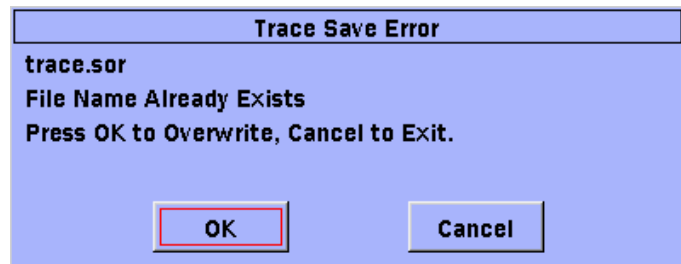 Trace Save Error
trace.sor
File Name Already Exists
Press OK to Overwrite, Cancel to Exit.
OK Cancel